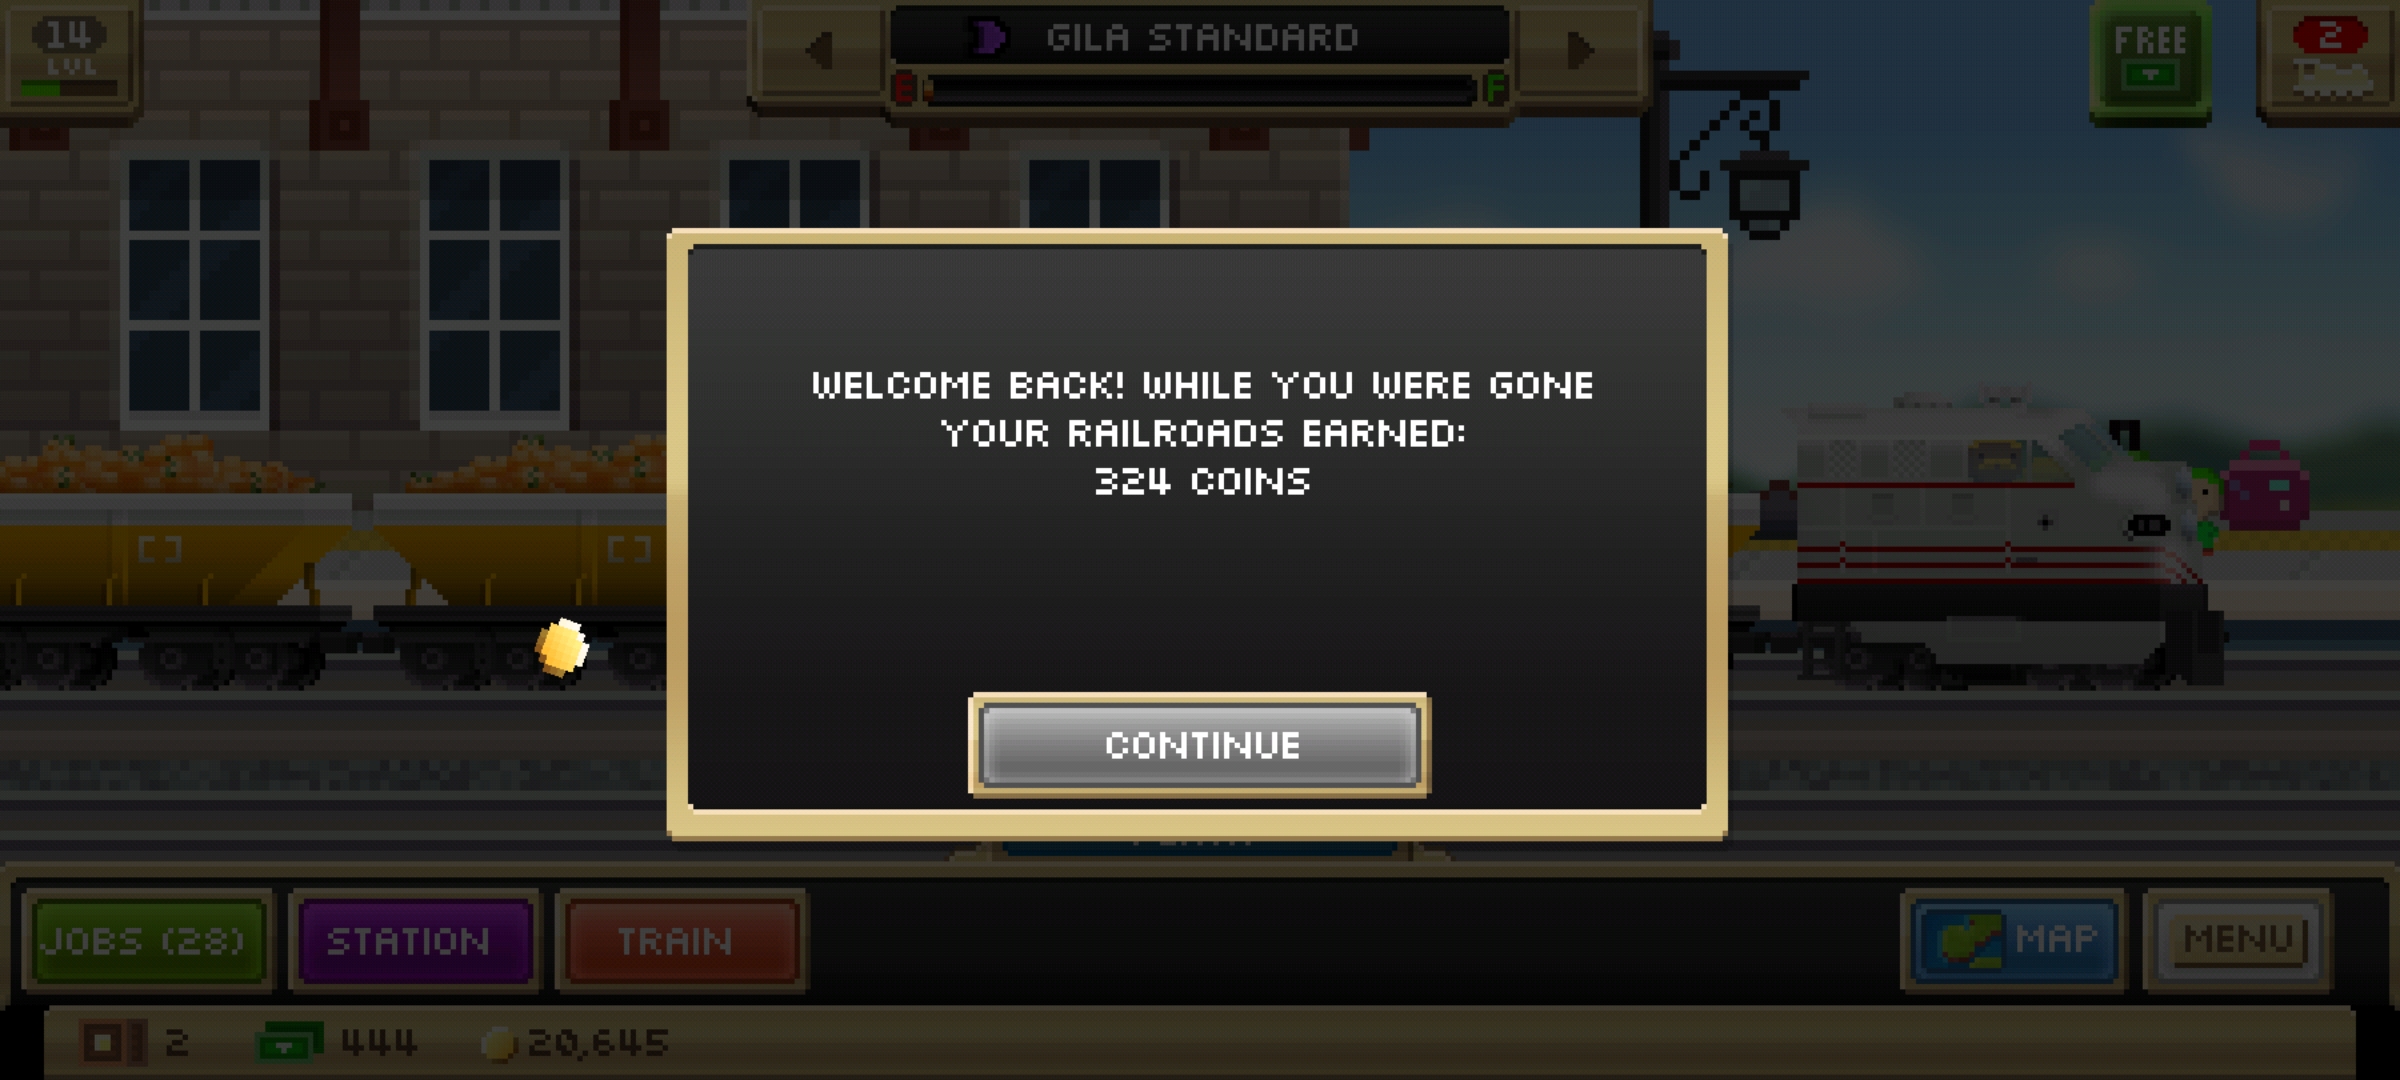 14
LVL
GILA STANDARD
E
F
FREE
2
WELCOME BACK! WHILE YOU WERE GONE
YOUR RAILROADS EARNED:
324 COINS
CONTINUE
JOBS (28)
STATION
TRAIN
MAP
MENU
2
444
20,645